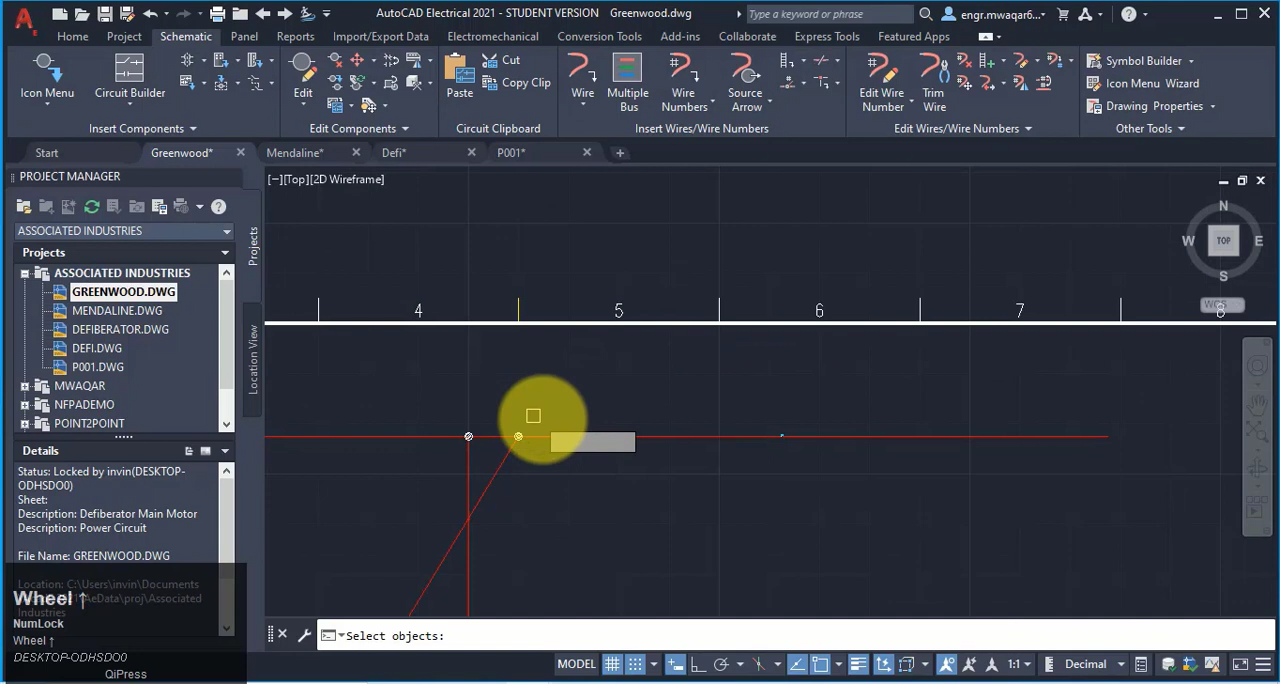 AutoCAD Electrical 2021 - STUDENT VERSION Greenwood.dwg
Type a keyword or phrase
engr.mwaqar6...
Home Project Schematic Panel Reports Import/Export Data Electromechanical Conversion Tools Add-ins Collaborate Express Tools Featured Apps
Icon Menu
Circuit Builder
Insert Components
Edit
Edit Components
Paste
Cut
Copy Clip
Circuit Clipboard
Wire
Multiple Bus
Wire Numbers
Source Arrow
Insert Wires/Wire Numbers
Edit Wire Number
Trim Wire
Edit Wires/Wire Numbers
Symbol Builder
Icon Menu Wizard
Drawing Properties
Other Tools
Start Greenwood* Mendaline* Defi* P001*
PROJECT MANAGER
[−][Top][2D Wireframe]
ASSOCIATED INDUSTRIES
Projects
ASSOCIATED INDUSTRIES
GREENWOOD.DWG
MENDALINE.DWG
DEFIBERATOR.DWG
DEFI.DWG
P001.DWG
MWAQAR
NFPADEMO
POINT2POINT
Projects
Location View
Details
Status: Locked by invin(DESKTOP-
ODHSDO0)
Sheet:
Description: Defiberator Main Motor
Description: Power Circuit
File Name: GREENWOOD.DWG
Location: C:\Users\invin\Documents
AeData\proj\Associated
Industries
Wheel ↑
NumLock
Wheel ↑
DESKTOP-ODHSDO0
QiPress
N
W TOP E
S
WCS
4 5 6 7 8
Select objects:
MODEL 1:1 Decimal